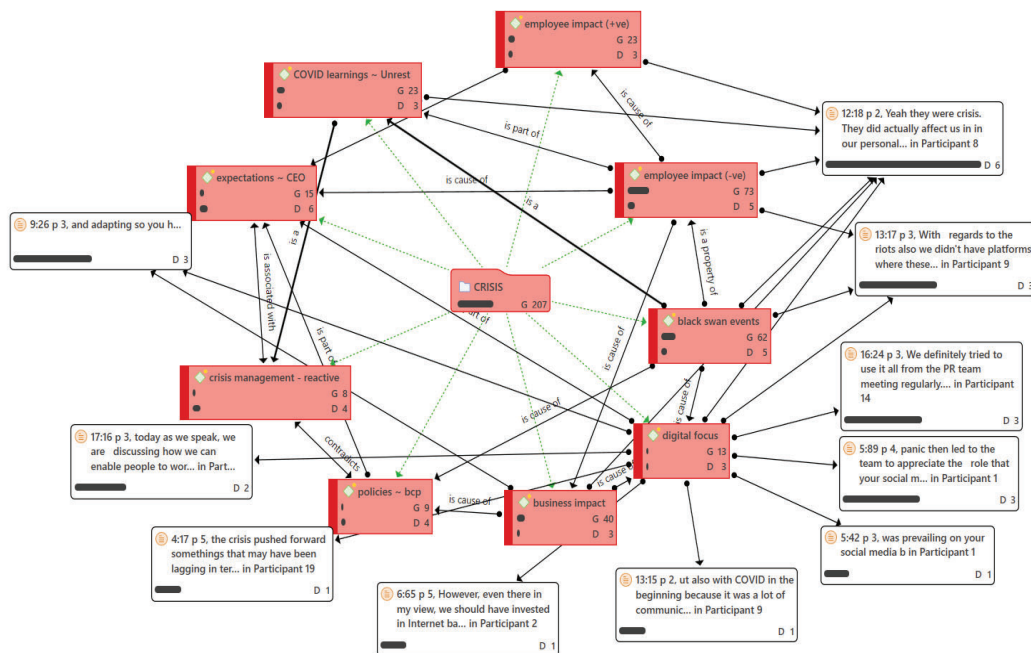 employee impact (+ve)
G 23
D 3
COVID learnings ~ Unrest
G 23
D 3
12:18 p 2, Yeah they were crisis.
They did actually affect us in in
our personal... in Participant 8
D 6
is cause of
is part of
expectations ~ CEO
G 15
D 6
is cause of
employee impact (-ve)
G 73
D 5
9:26 p 3, and adapting so you h...
D 3
is a
is a
13:17 p 3, With regards to the
riots also we didn't have platforms
where these... in Participant 9
D 3
is associated with
is a property of
CRISIS
G 207
is part of
part of
is cause of
black swan events
G 62
D 5
16:24 p 3, We definitely tried to
use it all from the PR team
meeting regularly.... in Participant
14
D 3
crisis management - reactive
G 8
D 4
is cause of
is cause of
digital focus
G 13
D 3
17:16 p 3, today as we speak, we
are discussing how we can
enable people to wor... in Part...
D 2
contradicts
5:89 p 4, panic then led to the
team to appreciate the role that
your social m... in Participant 1
D 3
policies ~ bcp
G 9
D 4
is cause of
is cause of
business impact
G 40
D 3
4:17 p 5, the crisis pushed forward
somethings that may have been
lagging in ter... in Participant 19
D 1
5:42 p 3, was prevailing on your
social media b in Participant 1
D 1
6:65 p 5, However, even there in
my view, we should have invested
in Internet ba... in Participant 2
D 1
13:15 p 2, ut also with COVID in the
beginning because it was a lot of
communic... in Participant 9
D 1